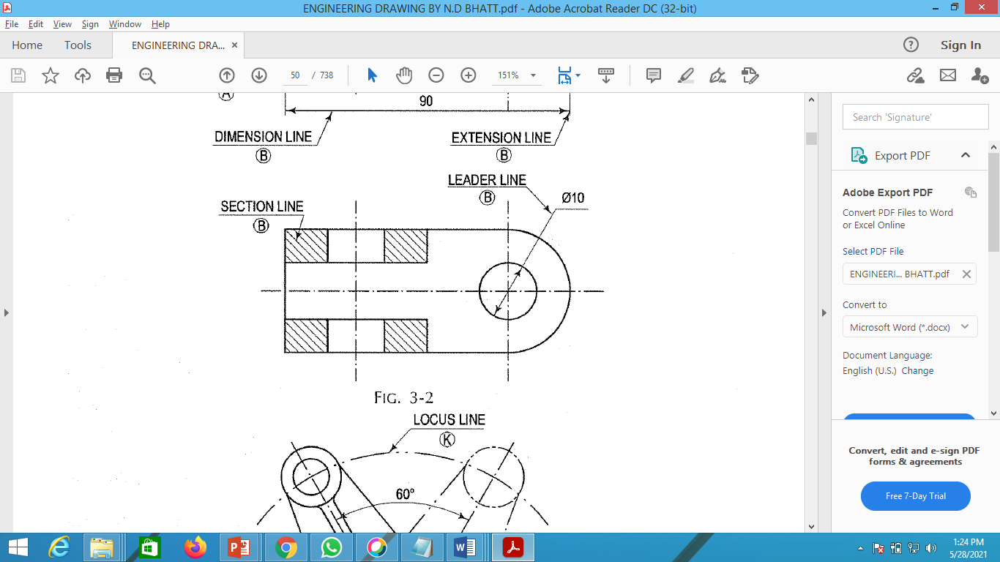 ENGINEERING DRAWING BY N.D BHATT.pdf - Adobe Acrobat Reader DC (32-bit)
File Edit View Sign Window Help
Home Tools ENGINEERING DRA... × ? Sign In
50 / 738 151%
A
90
DIMENSION LINE
B
EXTENSION LINE
B
LEADER LINE
B
Ø10
SECTION LINE
B
FIG. 3-2
LOCUS LINE
K
60°
Search 'Signature'
Export PDF
Adobe Export PDF
Convert PDF Files to Word
or Excel Online
Select PDF File
ENGINEERI... BHATT.pdf
Convert to
Microsoft Word (*.docx)
Document Language:
English (U.S.) Change
Convert, edit and e-sign PDF
forms & agreements
Free 7-Day Trial
1:24 PM
5/28/2021